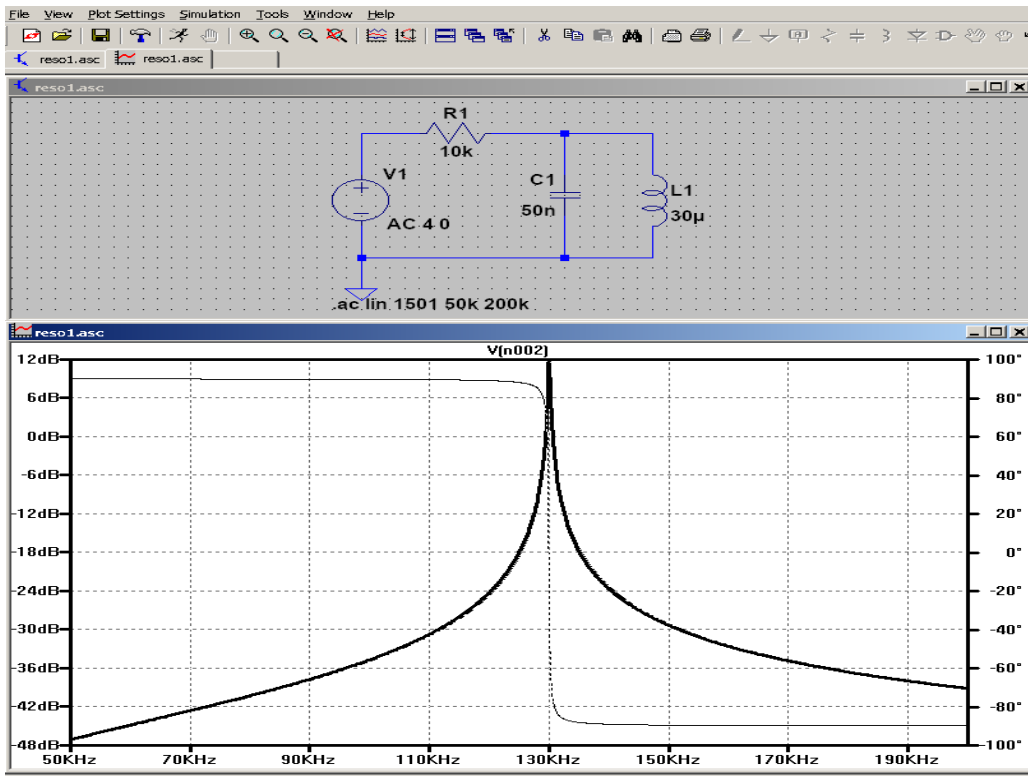 File View Plot Settings Simulation Tools Window Help
reso1.asc reso1.asc
reso1.asc
R1
10k
V1
C1
L1
50n
30µ
AC 4 0
.ac lin 1501 50k 200k
reso1.asc
V(n002)
12dB 100°
6dB 80°
0dB 60°
-6dB 40°
-12dB 20°
-18dB 0°
-24dB -20°
-30dB -40°
-36dB -60°
-42dB -80°
-48dB -100°
50KHz 70KHz 90KHz 110KHz 130KHz 150KHz 170KHz 190KHz